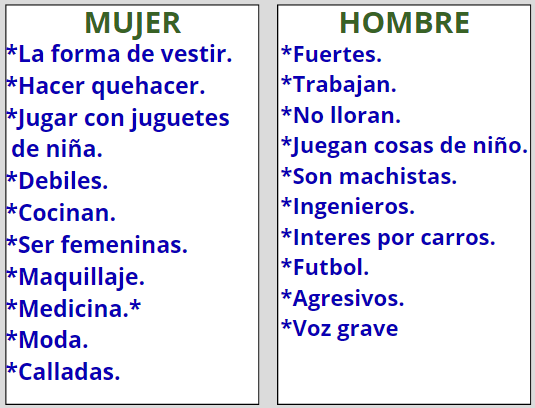 MUJER
*La forma de vestir.
*Hacer quehacer.
*Jugar con juguetes
de niña.
*Debiles.
*Cocinan.
*Ser femeninas.
*Maquillaje.
*Medicina.*
*Moda.
*Calladas.
HOMBRE
*Fuertes.
*Trabajan.
*No lloran.
*Juegan cosas de niño.
*Son machistas.
*Ingenieros.
*Interes por carros.
*Futbol.
*Agresivos.
*Voz grave